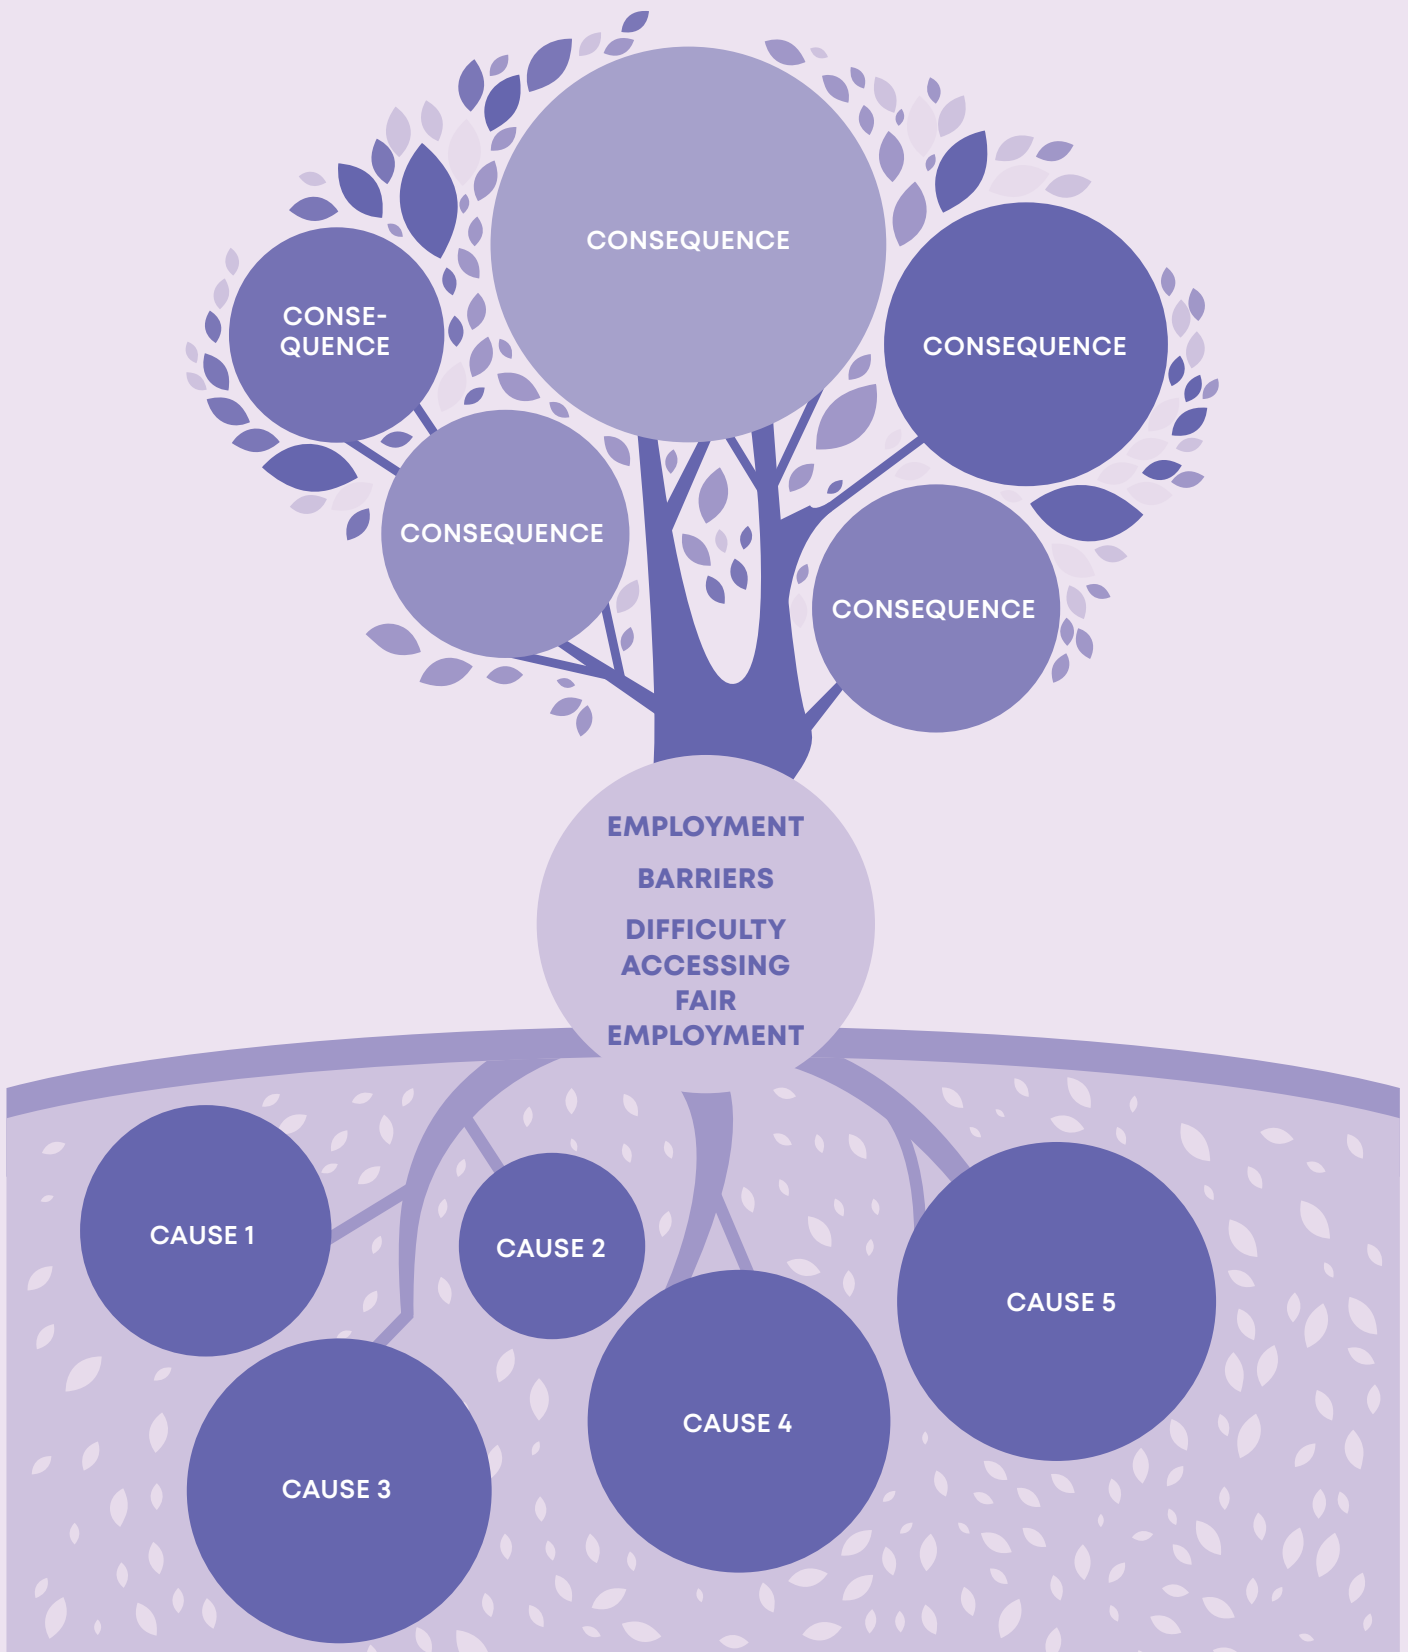 CONSEQUENCE
CONSE-
QUENCE
CONSEQUENCE
CONSEQUENCE
CONSEQUENCE
EMPLOYMENT
BARRIERS
DIFFICULTY
ACCESSING
FAIR
EMPLOYMENT
CAUSE 1
CAUSE 2
CAUSE 5
CAUSE 4
CAUSE 3